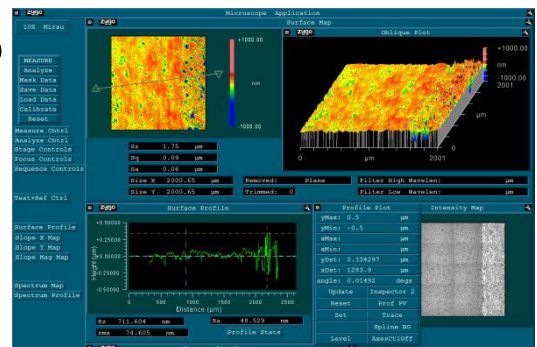 )
zygo Microscope Application
10X Mirau
MEASURE
Analyze
Mask Data
Save Data
Load Data
Calibrate
Reset
Measure Cntrl
Analyze Cntrl
Stage Controls
Focus Controls
Sequence Controls
Test+Ref Ctrl
Surface Profile
Slope X Map
Slope Y Map
Slope Mag Map
Spectrum Map
Spectrum Profile
zygo Surface Map
+1000.00
nm
-1000.00
zygo Oblique Plot
+1000.00
nm
-1000.00
2001
µm
0
0 µm 2001
Sz 1.75 µm
Sq 0.09 µm
Sa 0.06 µm
Size X 2000.65 µm
Size Y 2000.65 µm
Removed: Plane
Trimmed: 0
Filter High Wavelen: µm
Filter Low Wavelen: µm
zygo Surface Profile
+0.50000
+0.25000
-0.25000
-0.50000
Height (µm)
0 500 1000 1500 2000 2500
Distance (µm)
711.604 nm
Ra 48.529 nm
rms 74.605 nm
Profile Stats
Profile Plot
yMax: 0.5 µm
yMin: -0.5 µm
xMax: µm
xMin: µm
yDst: 0.334297 µm
xDst: 1283.9 µm
angle: 0.01492 degs
Update Inspector 2
Reset Prof PV
Set Trace
Spline BG
Level AxesCtlOff
Intensity Map